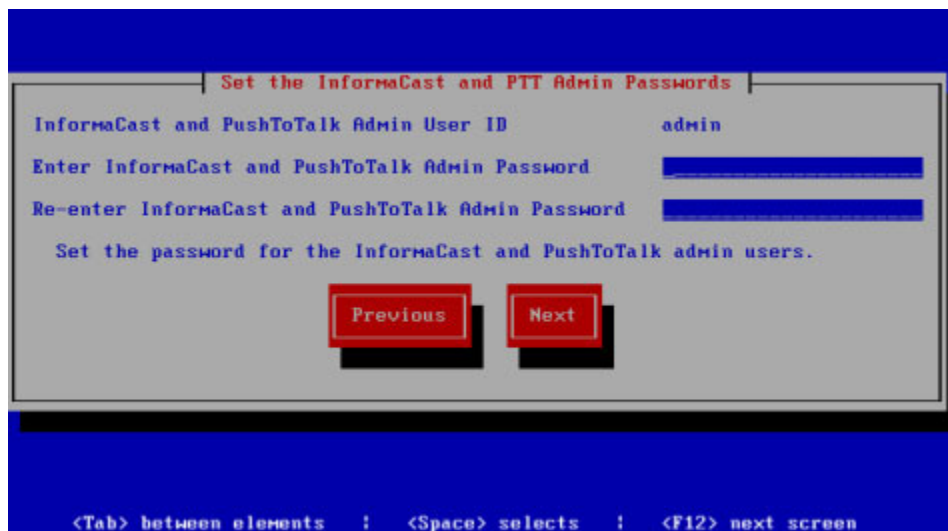 Set the InformaCast and PTT Admin Passwords
InformaCast and PushToTalk Admin User ID admin
Enter InformaCast and PushToTalk Admin Password
Re-enter InformaCast and PushToTalk Admin Password
Set the password for the InformaCast and PushToTalk admin users.
Previous Next
<Tab> between elements | <Space> selects | <F12> next screen